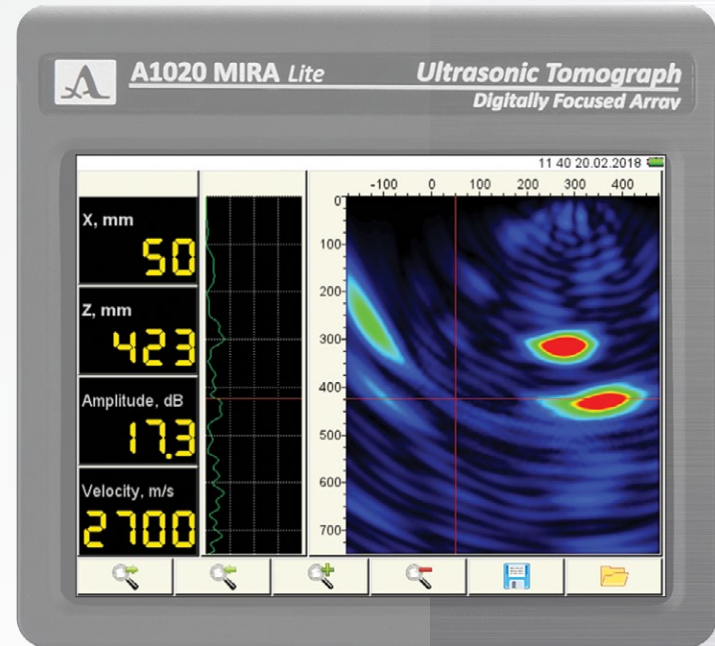 A1020 MIRA Lite
Ultrasonic Tomograph
Digitally Focused Array
11 40 20.02.2018
-100 0 100 200 300 400
X, mm
50
Z, mm
423
Amplitude, dB
17.3
Velocity, m/s
2700
0
100
200
300
400
500
600
700